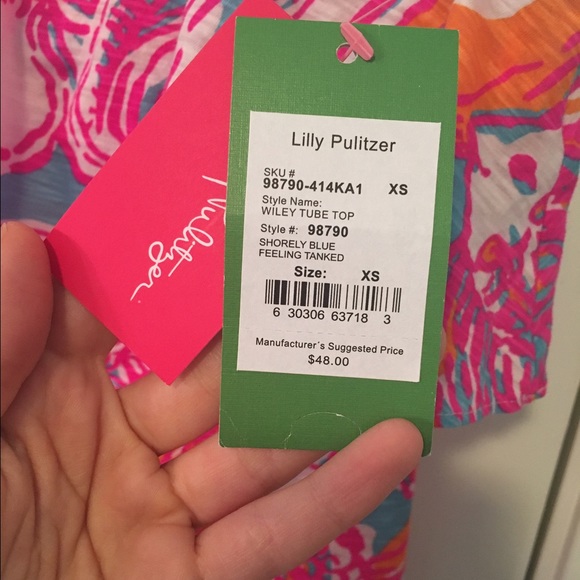 Lilly Pulitzer
SKU #
98790-414KA1 XS
Style Name:
WILEY TUBE TOP
Style #: 98790
SHORELY BLUE
FEELING TANKED
Size: XS
6 30306 63718 3
Manufacturer's Suggested Price
$48.00
Pulitzer